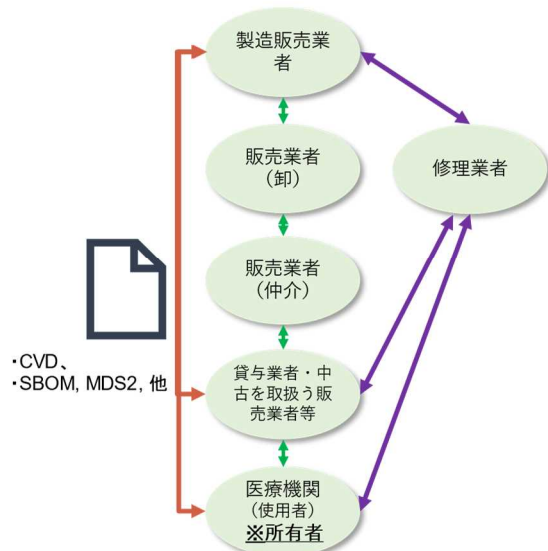 製造販売業
者
販売業者
(卸)
修理業者
販売業者
(仲介)
・CVD、
・SBOM, MDS2, 他
貸与業者・中
古を取扱う販
売業者等
医療機関
(使用者)
※所有者